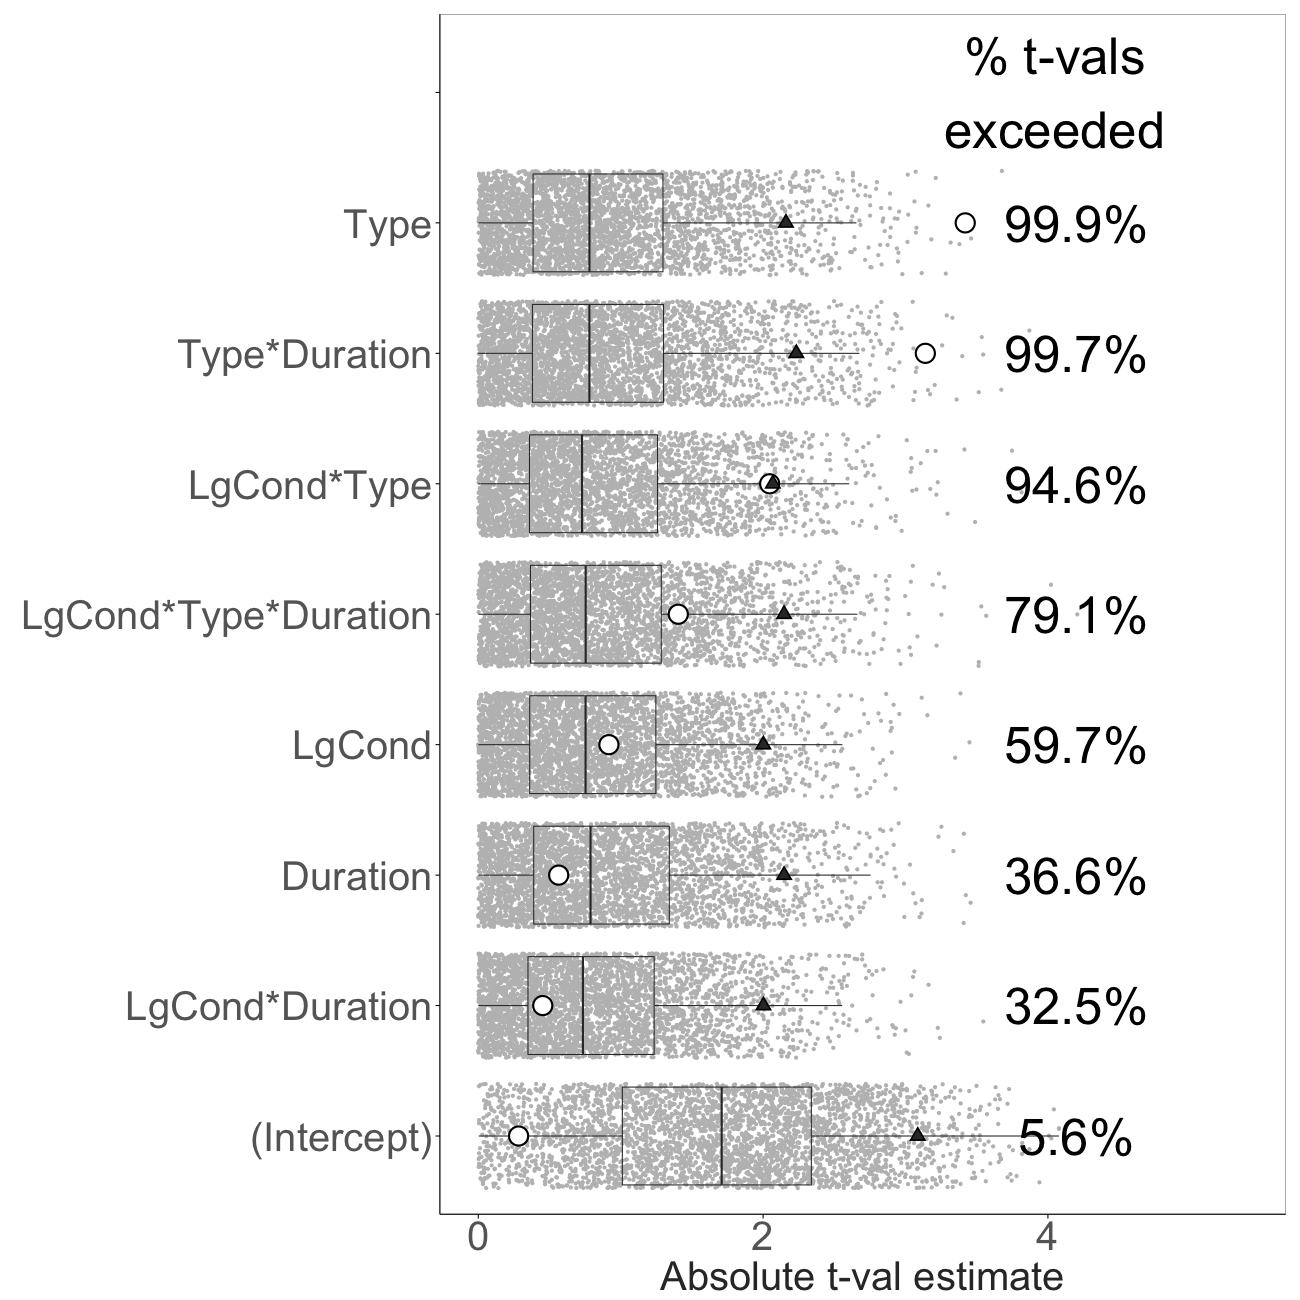 % t-vals
exceeded
Type 99.9%
Type*Duration 99.7%
LgCond*Type 94.6%
LgCond*Type*Duration 79.1%
LgCond 59.7%
Duration 36.6%
LgCond*Duration 32.5%
(Intercept) 5.6%
0 2 4
Absolute t-val estimate